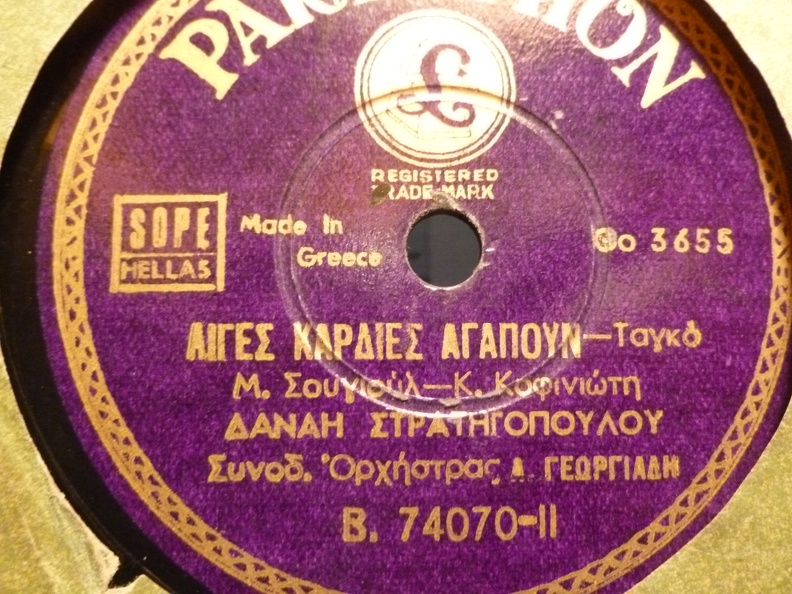 PARLOPHON
£
REGISTERED
TRADE-MARK
SOPE
HELLAS
Made In
Greece
Go 3655
ΛΙΓΕΣ ΚΑΡΔΙΕΣ ΑΓΑΠΟΥΝ—Ταγκό
Μ. Σουγιούλ—Κ. Κοφινιώτη
ΔΑΝΑΗ ΣΤΡΑΤΗΓΟΠΟΥΛΟΥ
Συνοδ. Ὀρχήστρας Α. ΓΕΩΡΓΙΑΔΗ
B. 74070-II